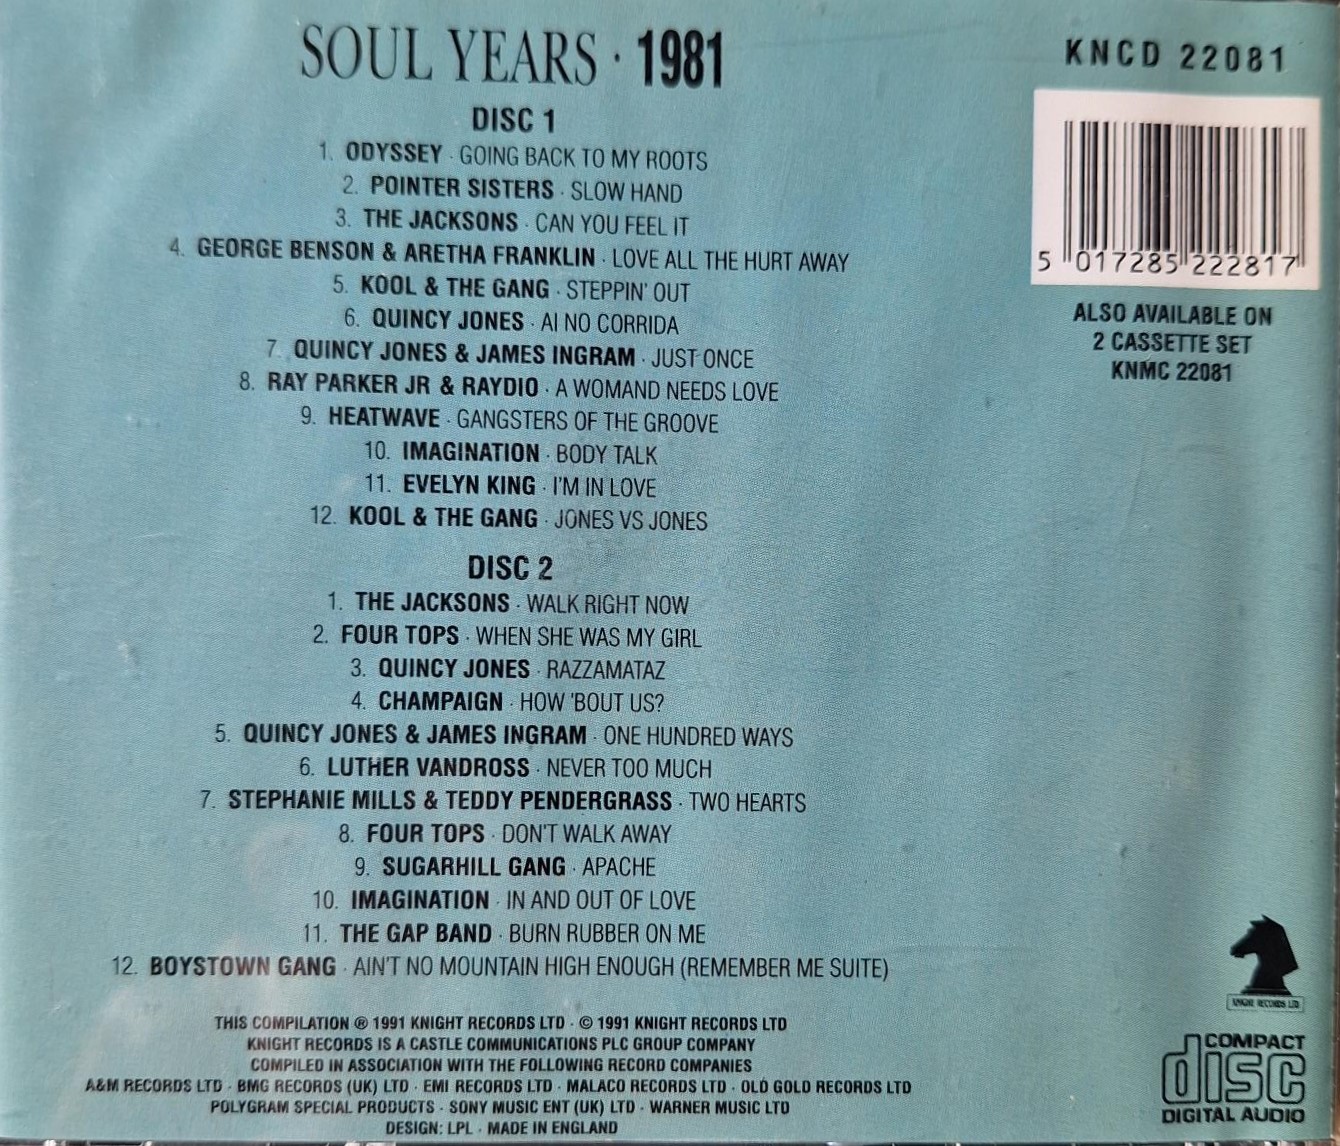 SOUL YEARS · 1981
KNCD 22081
DISC 1
1. ODYSSEY · GOING BACK TO MY ROOTS
2. POINTER SISTERS · SLOW HAND
3. THE JACKSONS · CAN YOU FEEL IT
4. GEORGE BENSON & ARETHA FRANKLIN · LOVE ALL THE HURT AWAY
5. KOOL & THE GANG · STEPPIN' OUT
6. QUINCY JONES · AI NO CORRIDA
7. QUINCY JONES & JAMES INGRAM · JUST ONCE
8. RAY PARKER JR & RAYDIO · A WOMAND NEEDS LOVE
9. HEATWAVE · GANGSTERS OF THE GROOVE
10. IMAGINATION · BODY TALK
11. EVELYN KING · I'M IN LOVE
12. KOOL & THE GANG · JONES VS JONES
DISC 2
1. THE JACKSONS · WALK RIGHT NOW
2. FOUR TOPS · WHEN SHE WAS MY GIRL
3. QUINCY JONES · RAZZAMATAZ
4. CHAMPAIGN · HOW 'BOUT US?
5. QUINCY JONES & JAMES INGRAM · ONE HUNDRED WAYS
6. LUTHER VANDROSS · NEVER TOO MUCH
7. STEPHANIE MILLS & TEDDY PENDERGRASS · TWO HEARTS
8. FOUR TOPS · DON'T WALK AWAY
9. SUGARHILL GANG · APACHE
10. IMAGINATION · IN AND OUT OF LOVE
11. THE GAP BAND · BURN RUBBER ON ME
12. BOYSTOWN GANG · AIN'T NO MOUNTAIN HIGH ENOUGH (REMEMBER ME SUITE)
THIS COMPILATION ℗ 1991 KNIGHT RECORDS LTD · © 1991 KNIGHT RECORDS LTD
KNIGHT RECORDS IS A CASTLE COMMUNICATIONS PLC GROUP COMPANY
COMPILED IN ASSOCIATION WITH THE FOLLOWING RECORD COMPANIES
A&M RECORDS LTD · BMG RECORDS (UK) LTD · EMI RECORDS LTD · MALACO RECORDS LTD · OLD GOLD RECORDS LTD
POLYGRAM SPECIAL PRODUCTS · SONY MUSIC ENT (UK) LTD · WARNER MUSIC LTD
DESIGN: LPL · MADE IN ENGLAND
5 017285 222817
ALSO AVAILABLE ON
2 CASSETTE SET
KNMC 22081
KNIGHT RECORDS LTD
COMPACT
disc
DIGITAL AUDIO